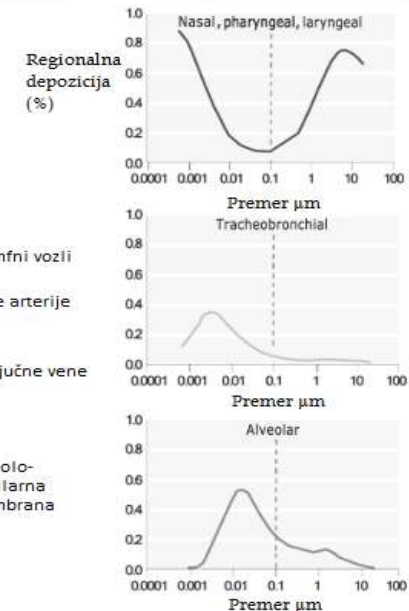 Regionalna
depozicija
(%)
Nasal, pharyngeal, laryngeal
1.0
0.8
0.6
0.4
0.2
0.0
0.0001 0.001 0.01 0.1 1 10 100
Premer µm
Tracheobronchial
1.0
0.8
0.6
0.4
0.2
0.0
0.0001 0.001 0.01 0.1 1 10 100
Premer µm
Alveolar
1.0
0.8
0.6
0.4
0.2
0.0
0.0001 0.001 0.01 0.1 1 10 100
Premer µm
nfni vozli
e arterije
jučne vene
olo-
ilarna
nbrana